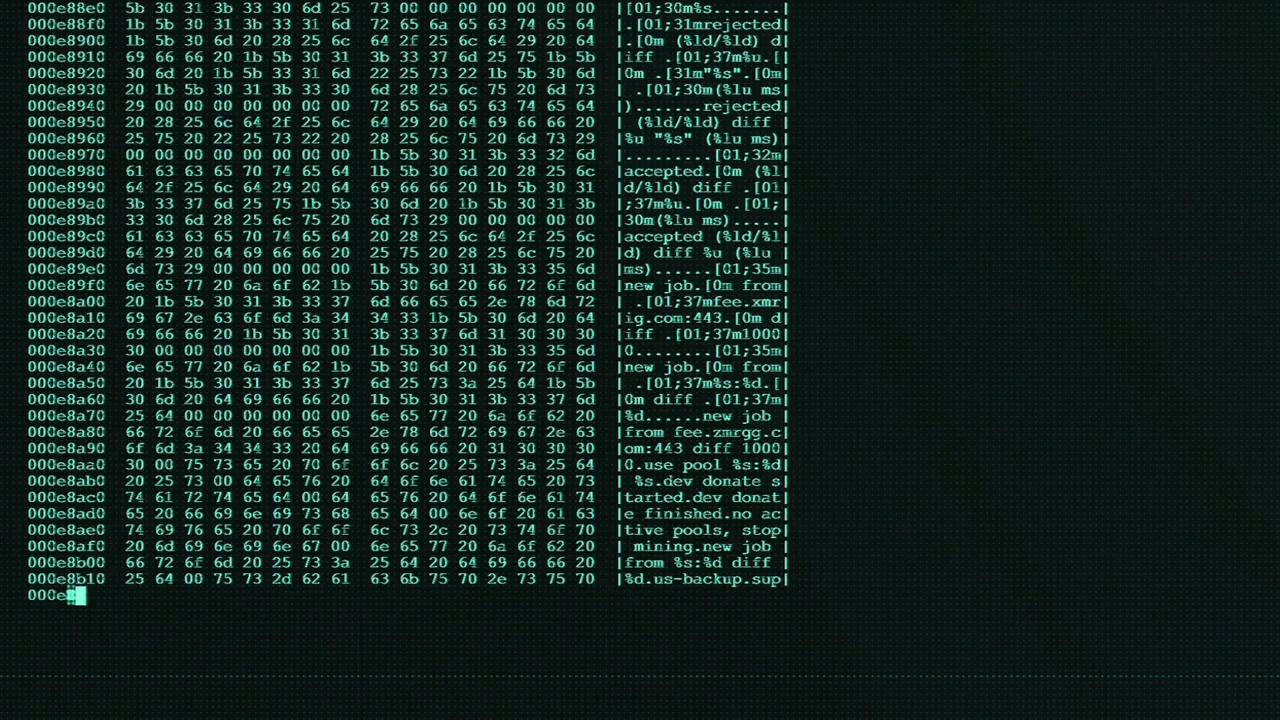 000e88e0  5b 30 31 3b 33 30 6d 25  73 00 00 00 00 00 00 00  |[01;30m%s.......|
000e88f0  1b 5b 30 31 3b 33 31 6d  72 65 6a 65 63 74 65 64  |.[01;31mrejected|
000e8900  1b 5b 30 6d 20 28 25 6c  64 2f 25 6c 64 29 20 64  |.[0m (%ld/%ld) d|
000e8910  69 66 66 20 1b 5b 30 31  3b 33 37 6d 25 75 1b 5b  |iff .[01;37m%u.[|
000e8920  30 6d 20 1b 5b 33 31 6d  22 25 73 22 1b 5b 30 6d  |0m .[31m"%s".[0m|
000e8930  20 1b 5b 30 31 3b 33 30  6d 28 25 6c 75 20 6d 73  | .[01;30m(%lu ms|
000e8940  29 00 00 00 00 00 00 00  72 65 6a 65 63 74 65 64  |).......rejected|
000e8950  20 28 25 6c 64 2f 25 6c  64 29 20 64 69 66 66 20  | (%ld/%ld) diff |
000e8960  25 75 20 22 25 73 22 20  28 25 6c 75 20 6d 73 29  |%u "%s" (%lu ms)|
000e8970  00 00 00 00 00 00 00 00  1b 5b 30 31 3b 33 32 6d  |.........[01;32m|
000e8980  61 63 63 65 70 74 65 64  1b 5b 30 6d 20 28 25 6c  |accepted.[0m (%l|
000e8990  64 2f 25 6c 64 29 20 64  69 66 66 20 1b 5b 30 31  |d/%ld) diff .[01|
000e89a0  3b 33 37 6d 25 75 1b 5b  30 6d 20 1b 5b 30 31 3b  |;37m%u.[0m .[01;|
000e89b0  33 30 6d 28 25 6c 75 20  6d 73 29 00 00 00 00 00  |30m(%lu ms).....|
000e89c0  61 63 63 65 70 74 65 64  20 28 25 6c 64 2f 25 6c  |accepted (%ld/%l|
000e89d0  64 29 20 64 69 66 66 20  25 75 20 28 25 6c 75 20  |d) diff %u (%lu |
000e89e0  6d 73 29 00 00 00 00 00  1b 5b 30 31 3b 33 35 6d  |ms)......[01;35m|
000e89f0  6e 65 77 20 6a 6f 62 1b  5b 30 6d 20 66 72 6f 6d  |new job.[0m from|
000e8a00  20 1b 5b 30 31 3b 33 37  6d 66 65 65 2e 78 6d 72  | .[01;37mfee.xmr|
000e8a10  69 67 2e 63 6f 6d 3a 34  34 33 1b 5b 30 6d 20 64  |ig.com:443.[0m d|
000e8a20  69 66 66 20 1b 5b 30 31  3b 33 37 6d 31 30 30 30  |iff .[01;37m1000|
000e8a30  30 00 00 00 00 00 00 00  1b 5b 30 31 3b 33 35 6d  |0........[01;35m|
000e8a40  6e 65 77 20 6a 6f 62 1b  5b 30 6d 20 66 72 6f 6d  |new job.[0m from|
000e8a50  20 1b 5b 30 31 3b 33 37  6d 25 73 3a 25 64 1b 5b  | .[01;37m%s:%d.[|
000e8a60  30 6d 20 64 69 66 66 20  1b 5b 30 31 3b 33 37 6d  |0m diff .[01;37m|
000e8a70  25 64 00 00 00 00 00 00  6e 65 77 20 6a 6f 62 20  |%d......new job |
000e8a80  66 72 6f 6d 20 66 65 65  2e 78 6d 72 69 67 2e 63  |from fee.zmrgg.c|
000e8a90  6f 6d 3a 34 34 33 20 64  69 66 66 20 31 30 30 30  |om:443 diff 1000|
000e8aa0  30 00 75 73 65 20 70 6f  6f 6c 20 25 73 3a 25 64  |0.use pool %s:%d|
000e8ab0  20 25 73 00 64 65 76 20  64 6f 6e 61 74 65 20 73  | %s.dev donate s|
000e8ac0  74 61 72 74 65 64 00 64  65 76 20 64 6f 6e 61 74  |tarted.dev donat|
000e8ad0  65 20 66 69 6e 69 73 68  65 64 00 6e 6f 20 61 63  |e finished.no ac|
000e8ae0  74 69 76 65 20 70 6f 6f  6c 73 2c 20 73 74 6f 70  |tive pools, stop|
000e8af0  20 6d 69 6e 69 6e 67 00  6e 65 77 20 6a 6f 62 20  | mining.new job |
000e8b00  66 72 6f 6d 20 25 73 3a  25 64 20 64 69 66 66 20  |from %s:%d diff |
000e8b10  25 64 00 75 73 2d 62 61  63 6b 75 70 2e 73 75 70  |%d.us-backup.sup|
000e